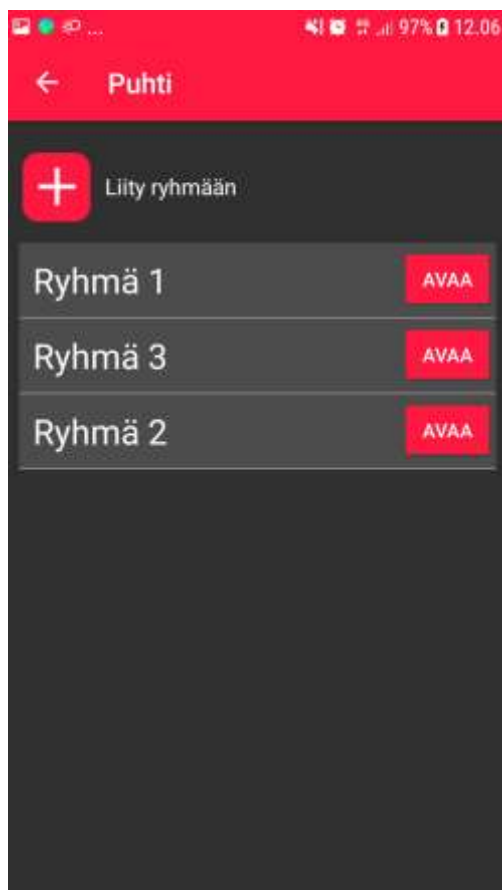 ... 97% 12.06
Puhti
Liity ryhmään
Ryhmä 1 AVAA
Ryhmä 3 AVAA
Ryhmä 2 AVAA